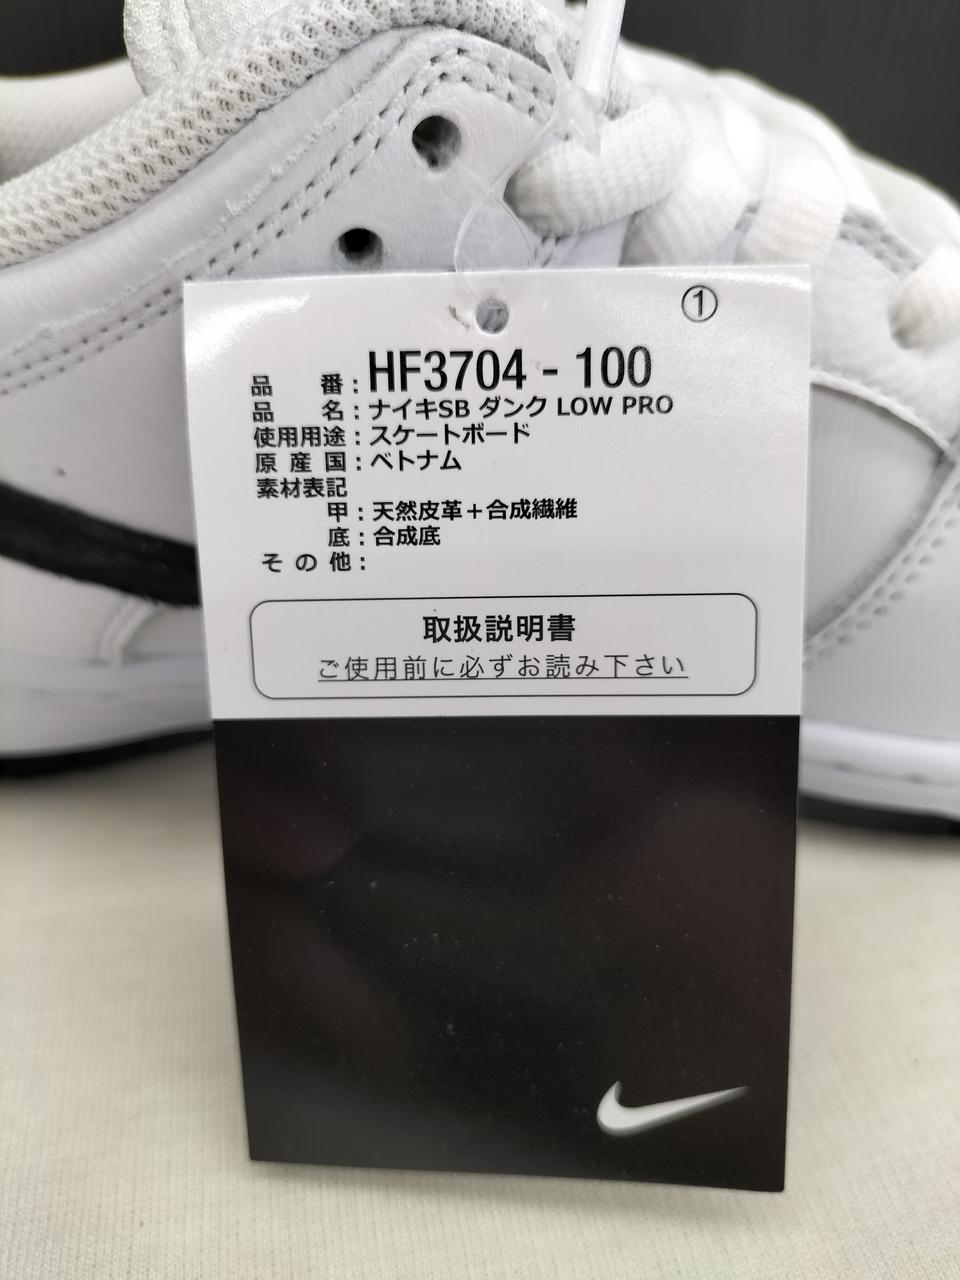 ①
品番：HF3704 - 100
品名：ナイキSB ダンク LOW PRO
使用用途：スケートボード
原産国：ベトナム
素材表記
甲：天然皮革＋合成繊維
底：合成底
その他：
取扱説明書
ご使用前に必ずお読み下さい